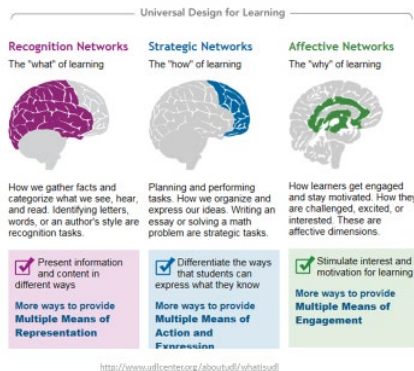 Universal Design for Learning
Recognition Networks
The "what" of learning
How we gather facts and
categorize what we see, hear,
and read. Identifying letters,
words, or an author's style are
recognition tasks.
Present information
and content in
different ways
More ways to provide
Multiple Means of
Representation
Strategic Networks
The "how" of learning
Planning and performing
tasks. How we organize and
express our ideas. Writing an
essay or solving a math
problem are strategic tasks.
Differentiate the ways
that students can
express what they know
More ways to provide
Multiple Means of
Action and
Expression
Affective Networks
The "why" of learning
How learners get engaged
and stay motivated. How they
are challenged, excited, or
interested. These are
affective dimensions.
Stimulate interest and
motivation for learning
More ways to provide
Multiple Means of
Engagement
http://www.udlcenter.org/aboutudl/whatisudl